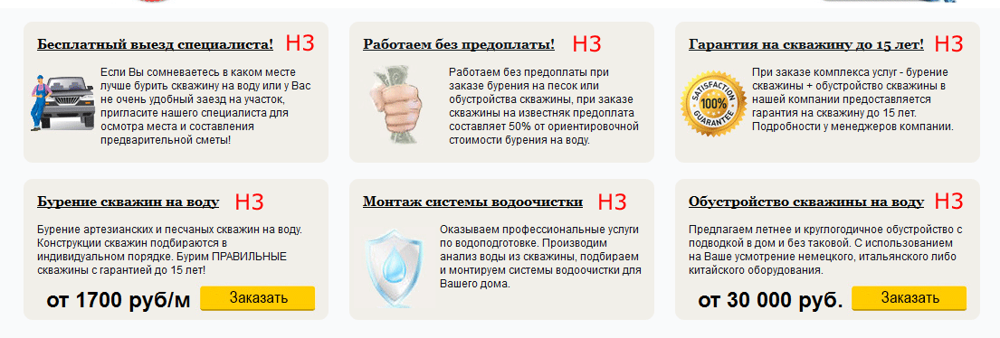 Бесплатный выезд специалиста! H3
Если Вы сомневаетесь в каком месте
лучше бурить скважину на воду или у Вас
не очень удобный заезд на участок,
пригласите нашего специалиста для
осмотра места и составления
предварительной сметы!
Работаем без предоплаты! H3
Работаем без предоплаты при
заказе бурения на песок или
обустройства скважины, при заказе
скважины на известняк предоплата
составляет 50% от ориентировочной
стоимости бурения на воду.
Гарантия на скважину до 15 лет! H3
SATISFACTION
100%
GUARANTEE
При заказе комплекса услуг - бурение
скважины + обустройство скважины в
нашей компании предоставляется
гарантия на скважину до 15 лет.
Подробности у менеджеров компании.
Бурение скважин на воду H3
Бурение артезианских и песчаных скважин на воду.
Конструкции скважин подбираются в
индивидуальном порядке. Бурим ПРАВИЛЬНЫЕ
скважины с гарантией до 15 лет!
от 1700 руб/м Заказать
Монтаж системы водоочистки H3
Оказываем профессиональные услуги
по водоподготовке. Производим
анализ воды из скважины, подбираем
и монтируем системы водоочистки для
Вашего дома.
Обустройство скважины на воду H3
Предлагаем летнее и круглогодичное обустройство с
подводкой в дом и без таковой. С использованием
на Ваше усмотрение немецкого, итальянского либо
китайского оборудования.
от 30 000 руб. Заказать